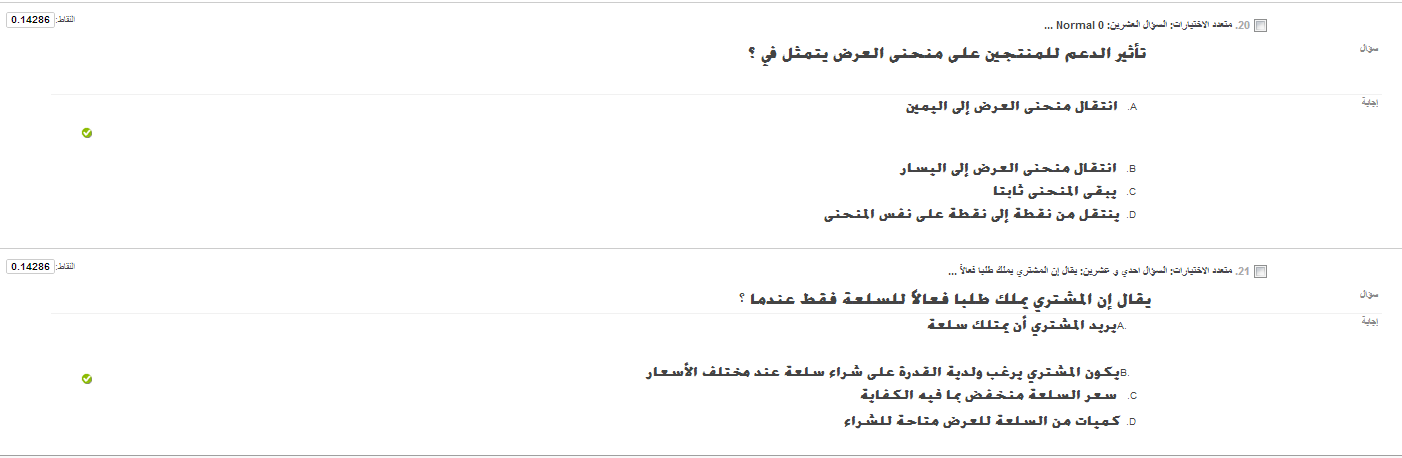 20. متعدد الاختيارات: السؤال العشرين: Normal 0 ...
النقاط: 0.14286
سؤال
تأثير الدعم للمنتجين على منحنى العرض يتمثل في ؟
إجابة
A. انتقال منحنى العرض إلى اليمين
B. انتقال منحنى العرض إلى اليسار
C. يبقى المنحنى ثابتا
D. ينتقل من نقطة إلى نقطة على نفس المنحنى
21. متعدد الاختيارات: السؤال احدي و عشرين: يقال إن المشتري يملك طلبا فعالاً ...
النقاط: 0.14286
سؤال
يقال إن المشتري يملك طلبا فعالاً للسلعة فقط عندما ؟
إجابة
A. يريد المشتري أن يمتلك سلعة
B. يكون المشتري يرغب ولدية القدرة على شراء سلعة عند مختلف الأسعار
C. سعر السلعة منخفض بما فيه الكفاية
D. كميات من السلعة للعرض متاحة للشراء